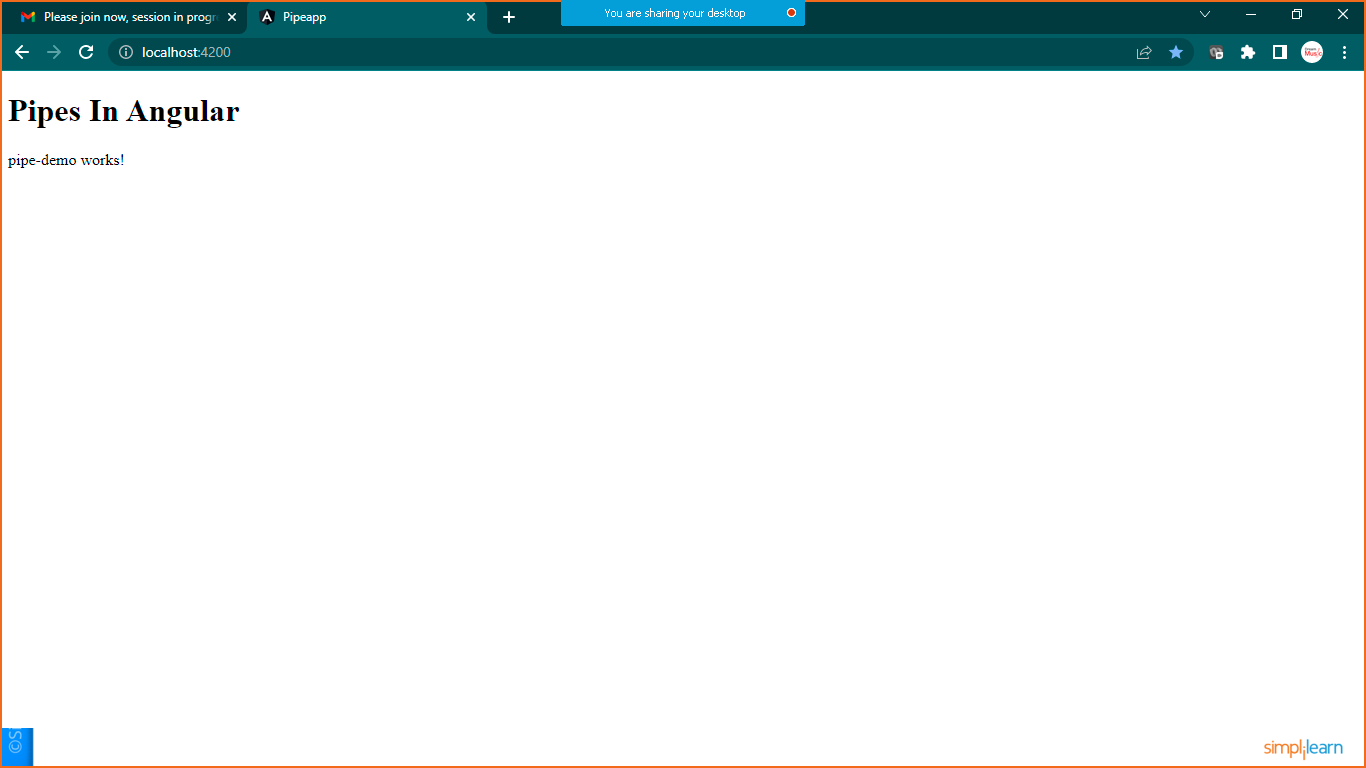 Please join now, session in progr
Pipeapp
You are sharing your desktop
localhost:4200
Pipes In Angular
pipe-demo works!
©Si
simplilearn